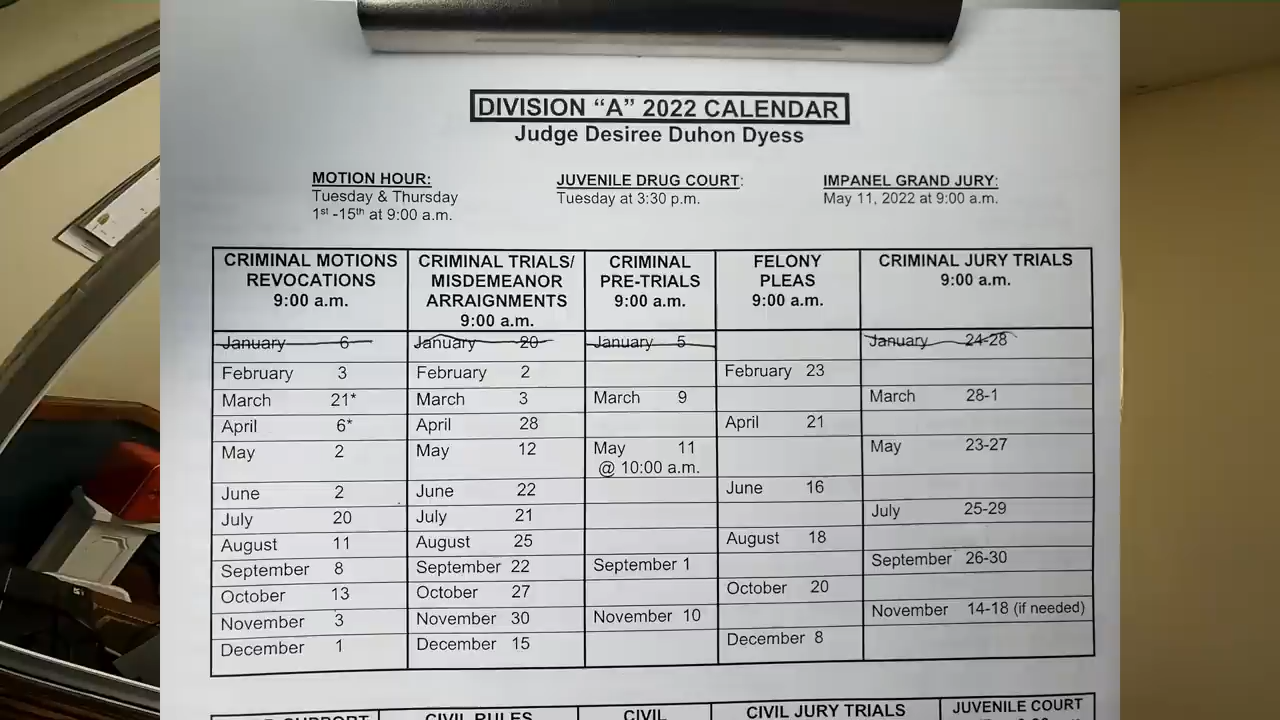 DIVISION “A” 2022 CALENDAR
Judge Desiree Duhon Dyess
MOTION HOUR: JUVENILE DRUG COURT: IMPANEL GRAND JURY:
Tuesday & Thursday Tuesday at 3:30 p.m. May 11, 2022 at 9:00 a.m.
1st -15th at 9:00 a.m.
CRIMINAL MOTIONS CRIMINAL TRIALS/ CRIMINAL FELONY CRIMINAL JURY TRIALS
REVOCATIONS MISDEMEANOR PRE-TRIALS PLEAS 9:00 a.m.
9:00 a.m. ARRAIGNMENTS 9:00 a.m. 9:00 a.m.
9:00 a.m.
January 6 January 20 January 5 January 24-28
February 3 February 2 February 23
March 21* March 3 March 9 March 28-1
April 6* April 28 April 21
May 2 May 12 May 11 May 23-27
@ 10:00 a.m.
June 2 June 22 June 16
July 20 July 21 July 25-29
August 11 August 25 August 18
September 8 September 22 September 1 September 26-30
October 13 October 27 October 20
November 3 November 30 November 10 November 14-18 (if needed)
December 1 December 15 December 8
SUPPORT CIVIL RULES CIVIL CIVIL JURY TRIALS JUVENILE COURT